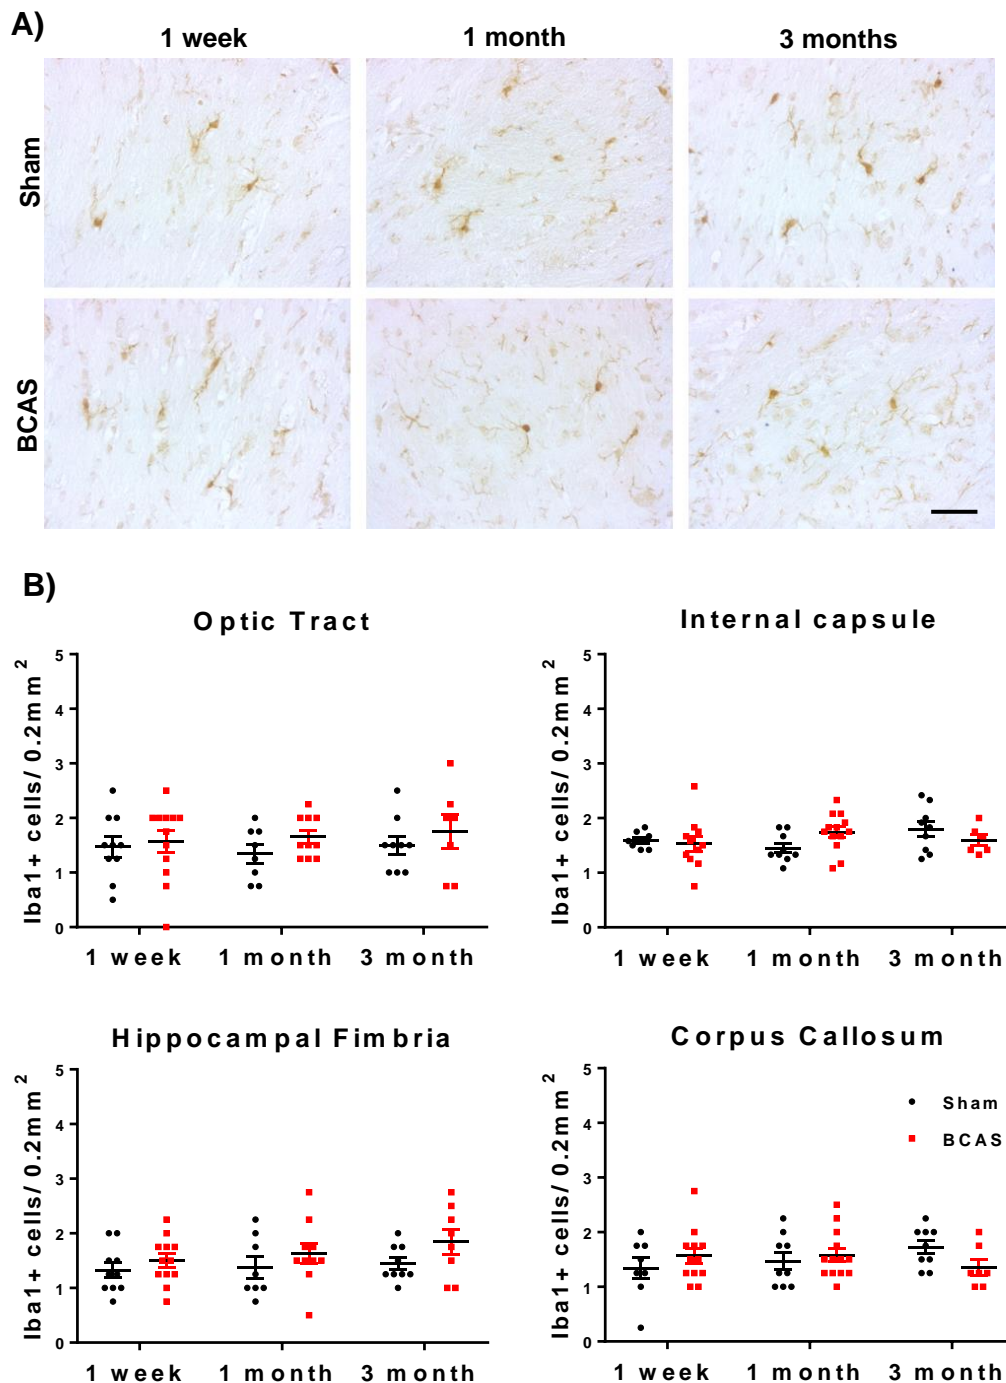 A)
1 week 1 month 3 months
Sham
BCAS
B)
Optic Tract
Iba1+ cells/ 0.2mm²
5
4
3
2
1
0
1 week 1 month 3 month
Internal capsule
Iba1+ cells/ 0.2mm²
5
4
3
2
1
0
1 week 1 month 3 month
Hippocampal Fimbria
Iba1+ cells/ 0.2mm²
5
4
3
2
1
0
1 week 1 month 3 month
Corpus Callosum
Iba1+ cells/ 0.2mm²
5
4
3
2
1
0
Sham
BCAS
1 week 1 month 3 month